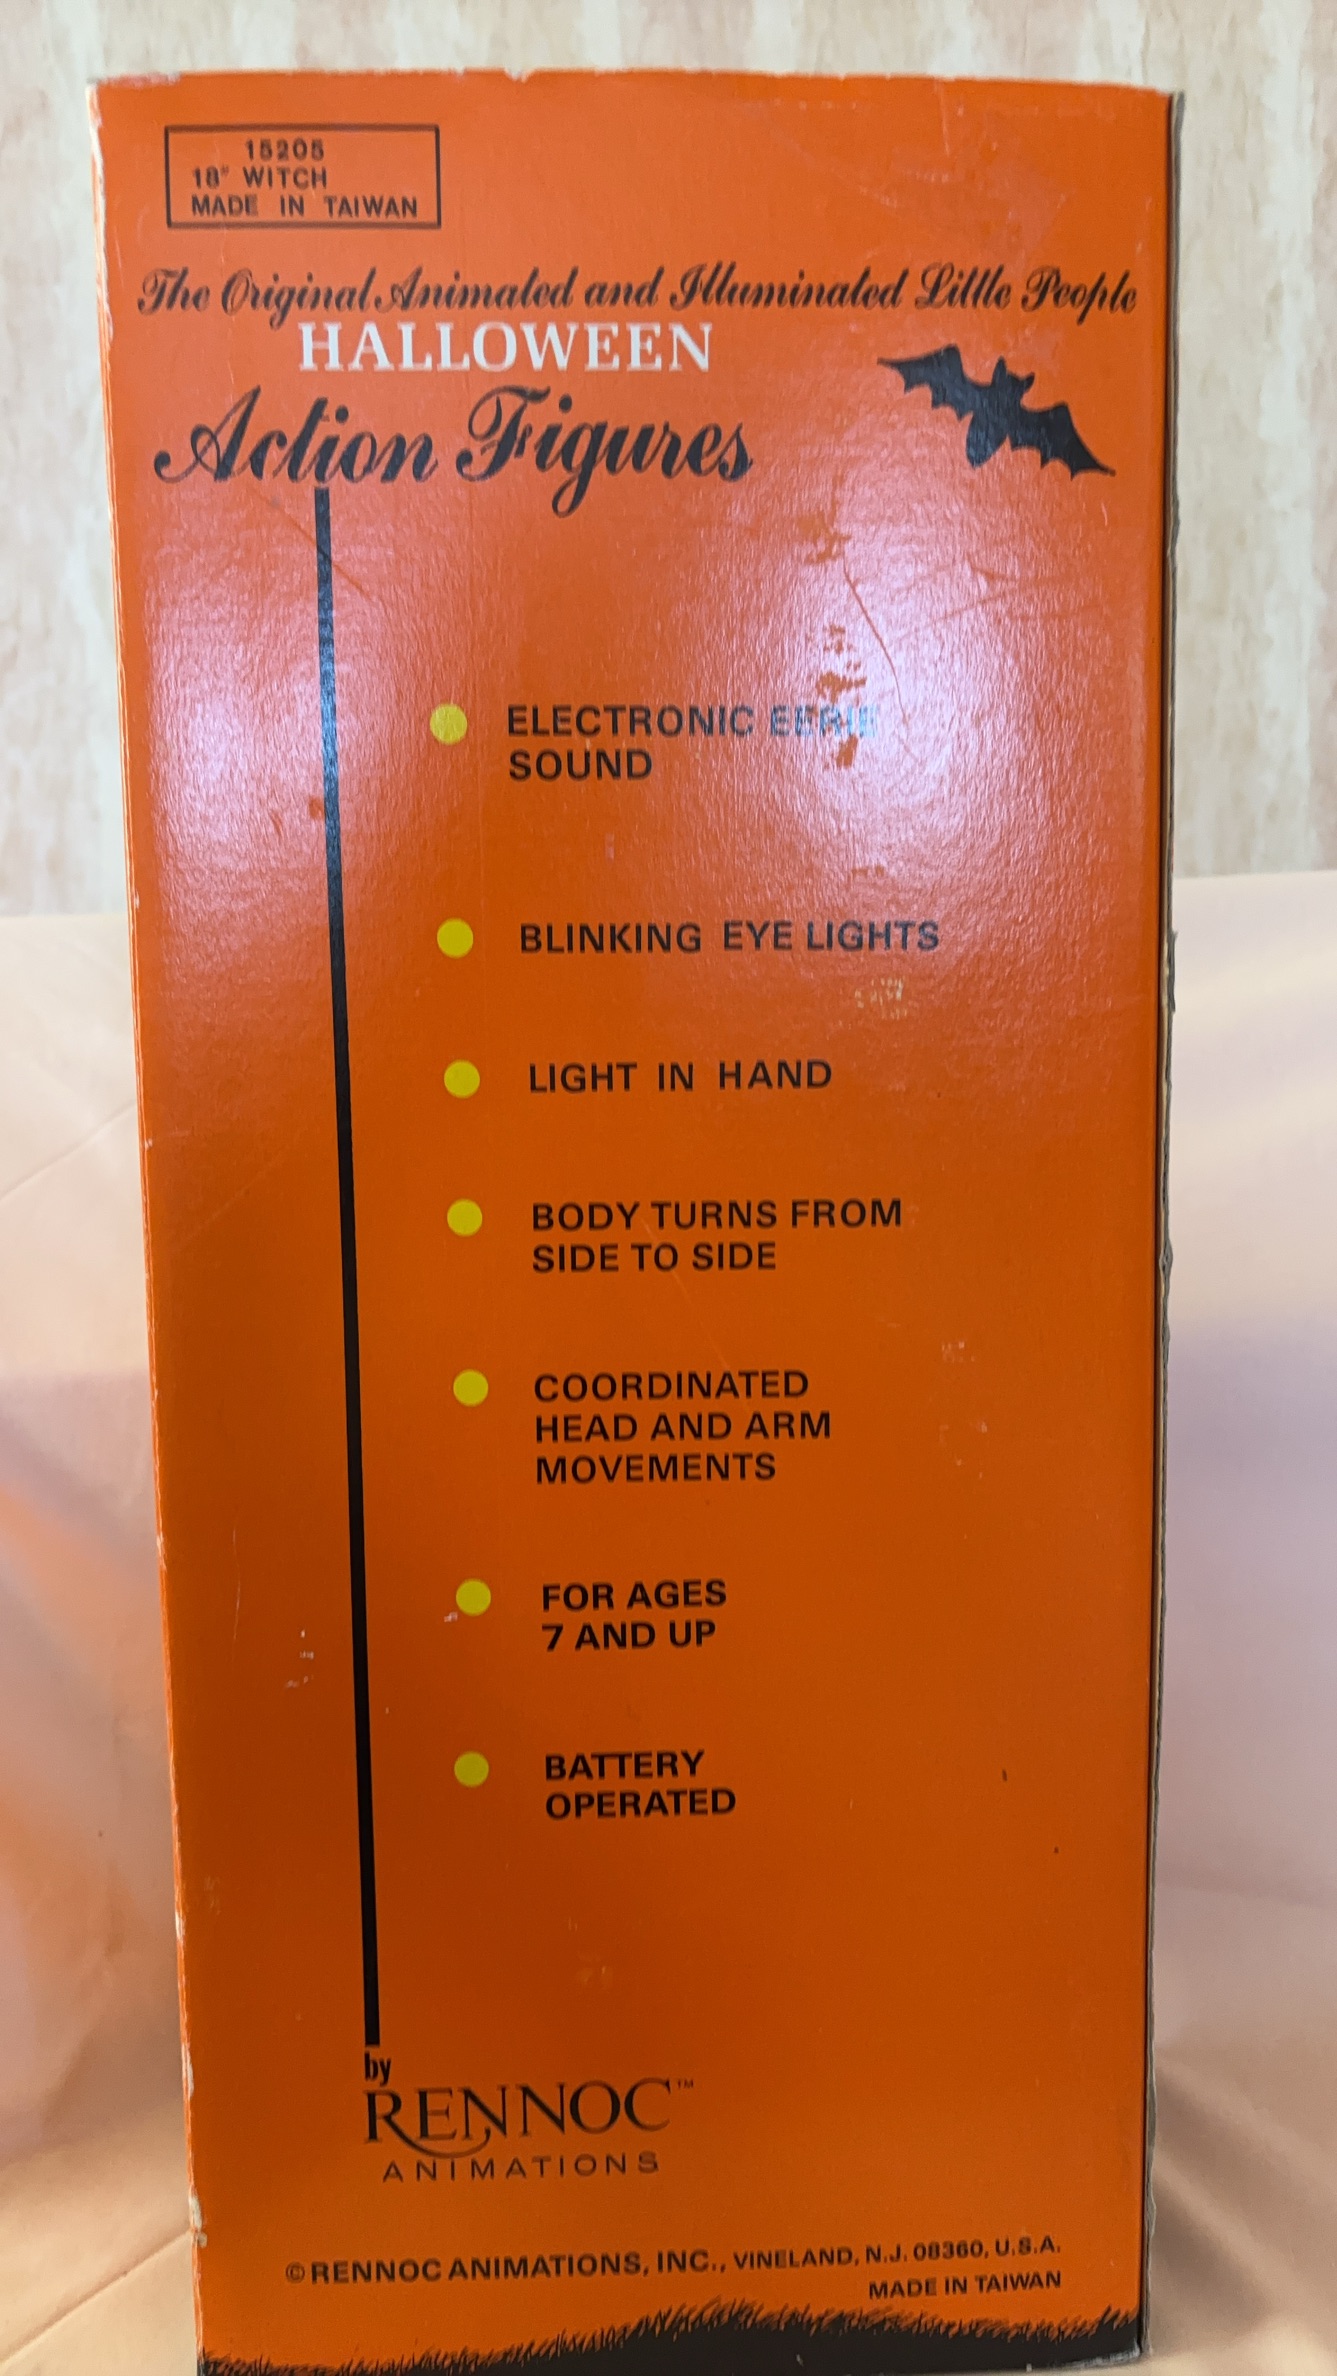 15205
18" WITCH
MADE IN TAIWAN
The Original Animated and Illuminated Little People
HALLOWEEN
Action Figures
ELECTRONIC EERIE
SOUND
BLINKING EYE LIGHTS
LIGHT IN HAND
BODY TURNS FROM
SIDE TO SIDE
COORDINATED
HEAD AND ARM
MOVEMENTS
FOR AGES
7 AND UP
BATTERY
OPERATED
by
RENNOC™
ANIMATIONS
©RENNOC ANIMATIONS, INC., VINELAND, N.J. 08360, U.S.A.
MADE IN TAIWAN